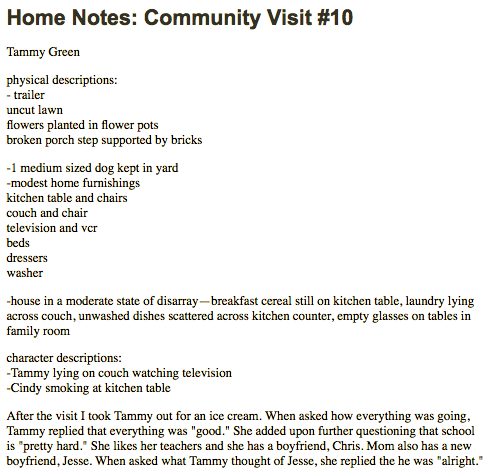 Home Notes: Community Visit #10
Tammy Green
physical descriptions:
- trailer
uncut lawn
flowers planted in flower pots
broken porch step supported by bricks
-1 medium sized dog kept in yard
-modest home furnishings
kitchen table and chairs
couch and chair
television and vcr
beds
dressers
washer
-house in a moderate state of disarray—breakfast cereal still on kitchen table, laundry lying
across couch, unwashed dishes scattered across kitchen counter, empty glasses on tables in
family room
character descriptions:
-Tammy lying on couch watching television
-Cindy smoking at kitchen table
After the visit I took Tammy out for an ice cream. When asked how everything was going,
Tammy replied that everything was "good." She added upon further questioning that school
is "pretty hard." She likes her teachers and she has a boyfriend, Chris. Mom also has a new
boyfriend, Jesse. When asked what Tammy thought of Jesse, she replied the he was "alright."